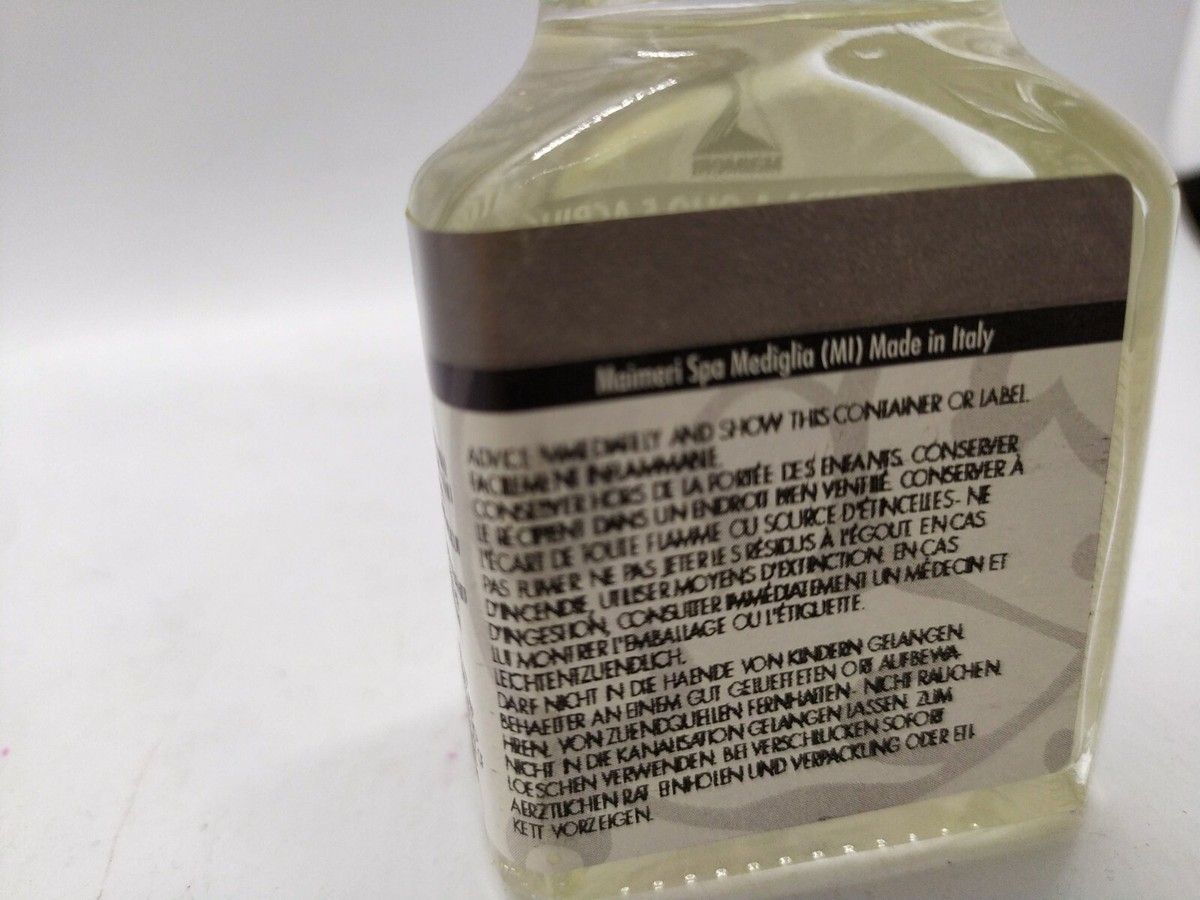 Maimeri Spa Mediglia (MI) Made in Italy
ADVICE IMMEDIATELY AND SHOW THIS CONTAINER OR LABEL.
FACILEMENT INFLAMMABLE.
CONSERVER HORS DE LA PORTÉE DES ENFANTS. CONSERVER
LE RÉCIPIENT DANS UN ENDROIT BIEN VENTILÉ. CONSERVER À
L'ÉCART DE TOUTE FLAMME OU SOURCE D'ÉTINCELLES- NE
PAS FUMER. NE PAS JETER LES RÉSIDUS À L'ÉGOUT. EN CAS
D'INCENDIE, UTILISER MOYENS D'EXTINCTION. EN CAS
D'INGESTION, CONSULTER IMMÉDIATEMENT UN MÉDECIN ET
LUI MONTRER L'EMBALLAGE OU L'ÉTIQUETTE.
LEICHTENTZUENDLICH.
DARF NICHT IN DIE HAENDE VON KINDERN GELANGEN.
BEHAELTER AN EINEM GUT GELUEFTETEN ORT AUFBEWA-
HREN. VON ZUENDQUELLEN FERNHALTEN- NICHT RAUCHEN.
NICHT IN DIE KANALISATION GELANGEN LASSEN. ZUM
LOESCHEN VERWENDEN. BEI VERSCHLUCKEN SOFORT
AERZTLICHEN RAT EINHOLEN UND VERPACKUNG ODER ETI-
KETT VORZEIGEN.